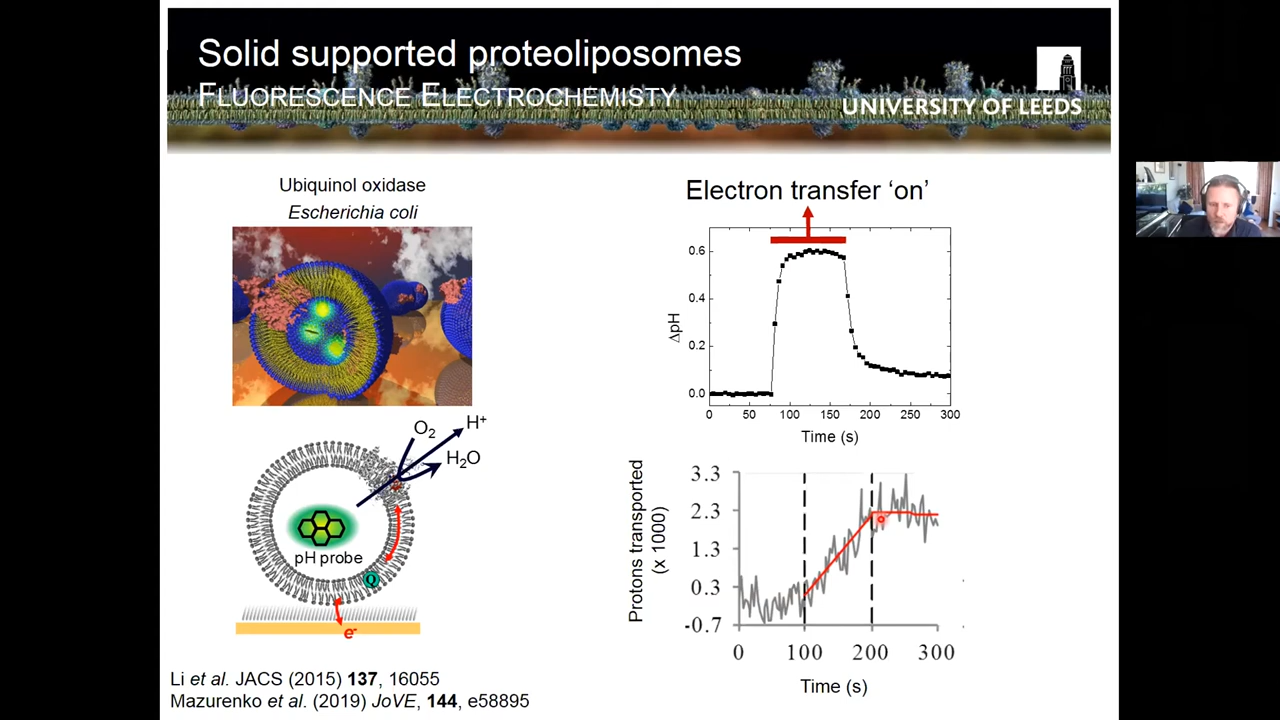 Solid supported proteoliposomes
FLUORESCENCE ELECTROCHEMISTY
UNIVERSITY OF LEEDS
Ubiquinol oxidase
Escherichia coli
O2
H+
H2O
pH probe
Q
e-
Li et al. JACS (2015) 137, 16055
Mazurenko et al. (2019) JoVE, 144, e58895
Electron transfer ‘on’
0.6
0.4
0.2
0.0
ΔpH
0 50 100 150 200 250 300
Time (s)
Protons transported
(x 1000)
3.3
2.3
1.3
0.3
-0.7
0 100 200 300
Time (s)